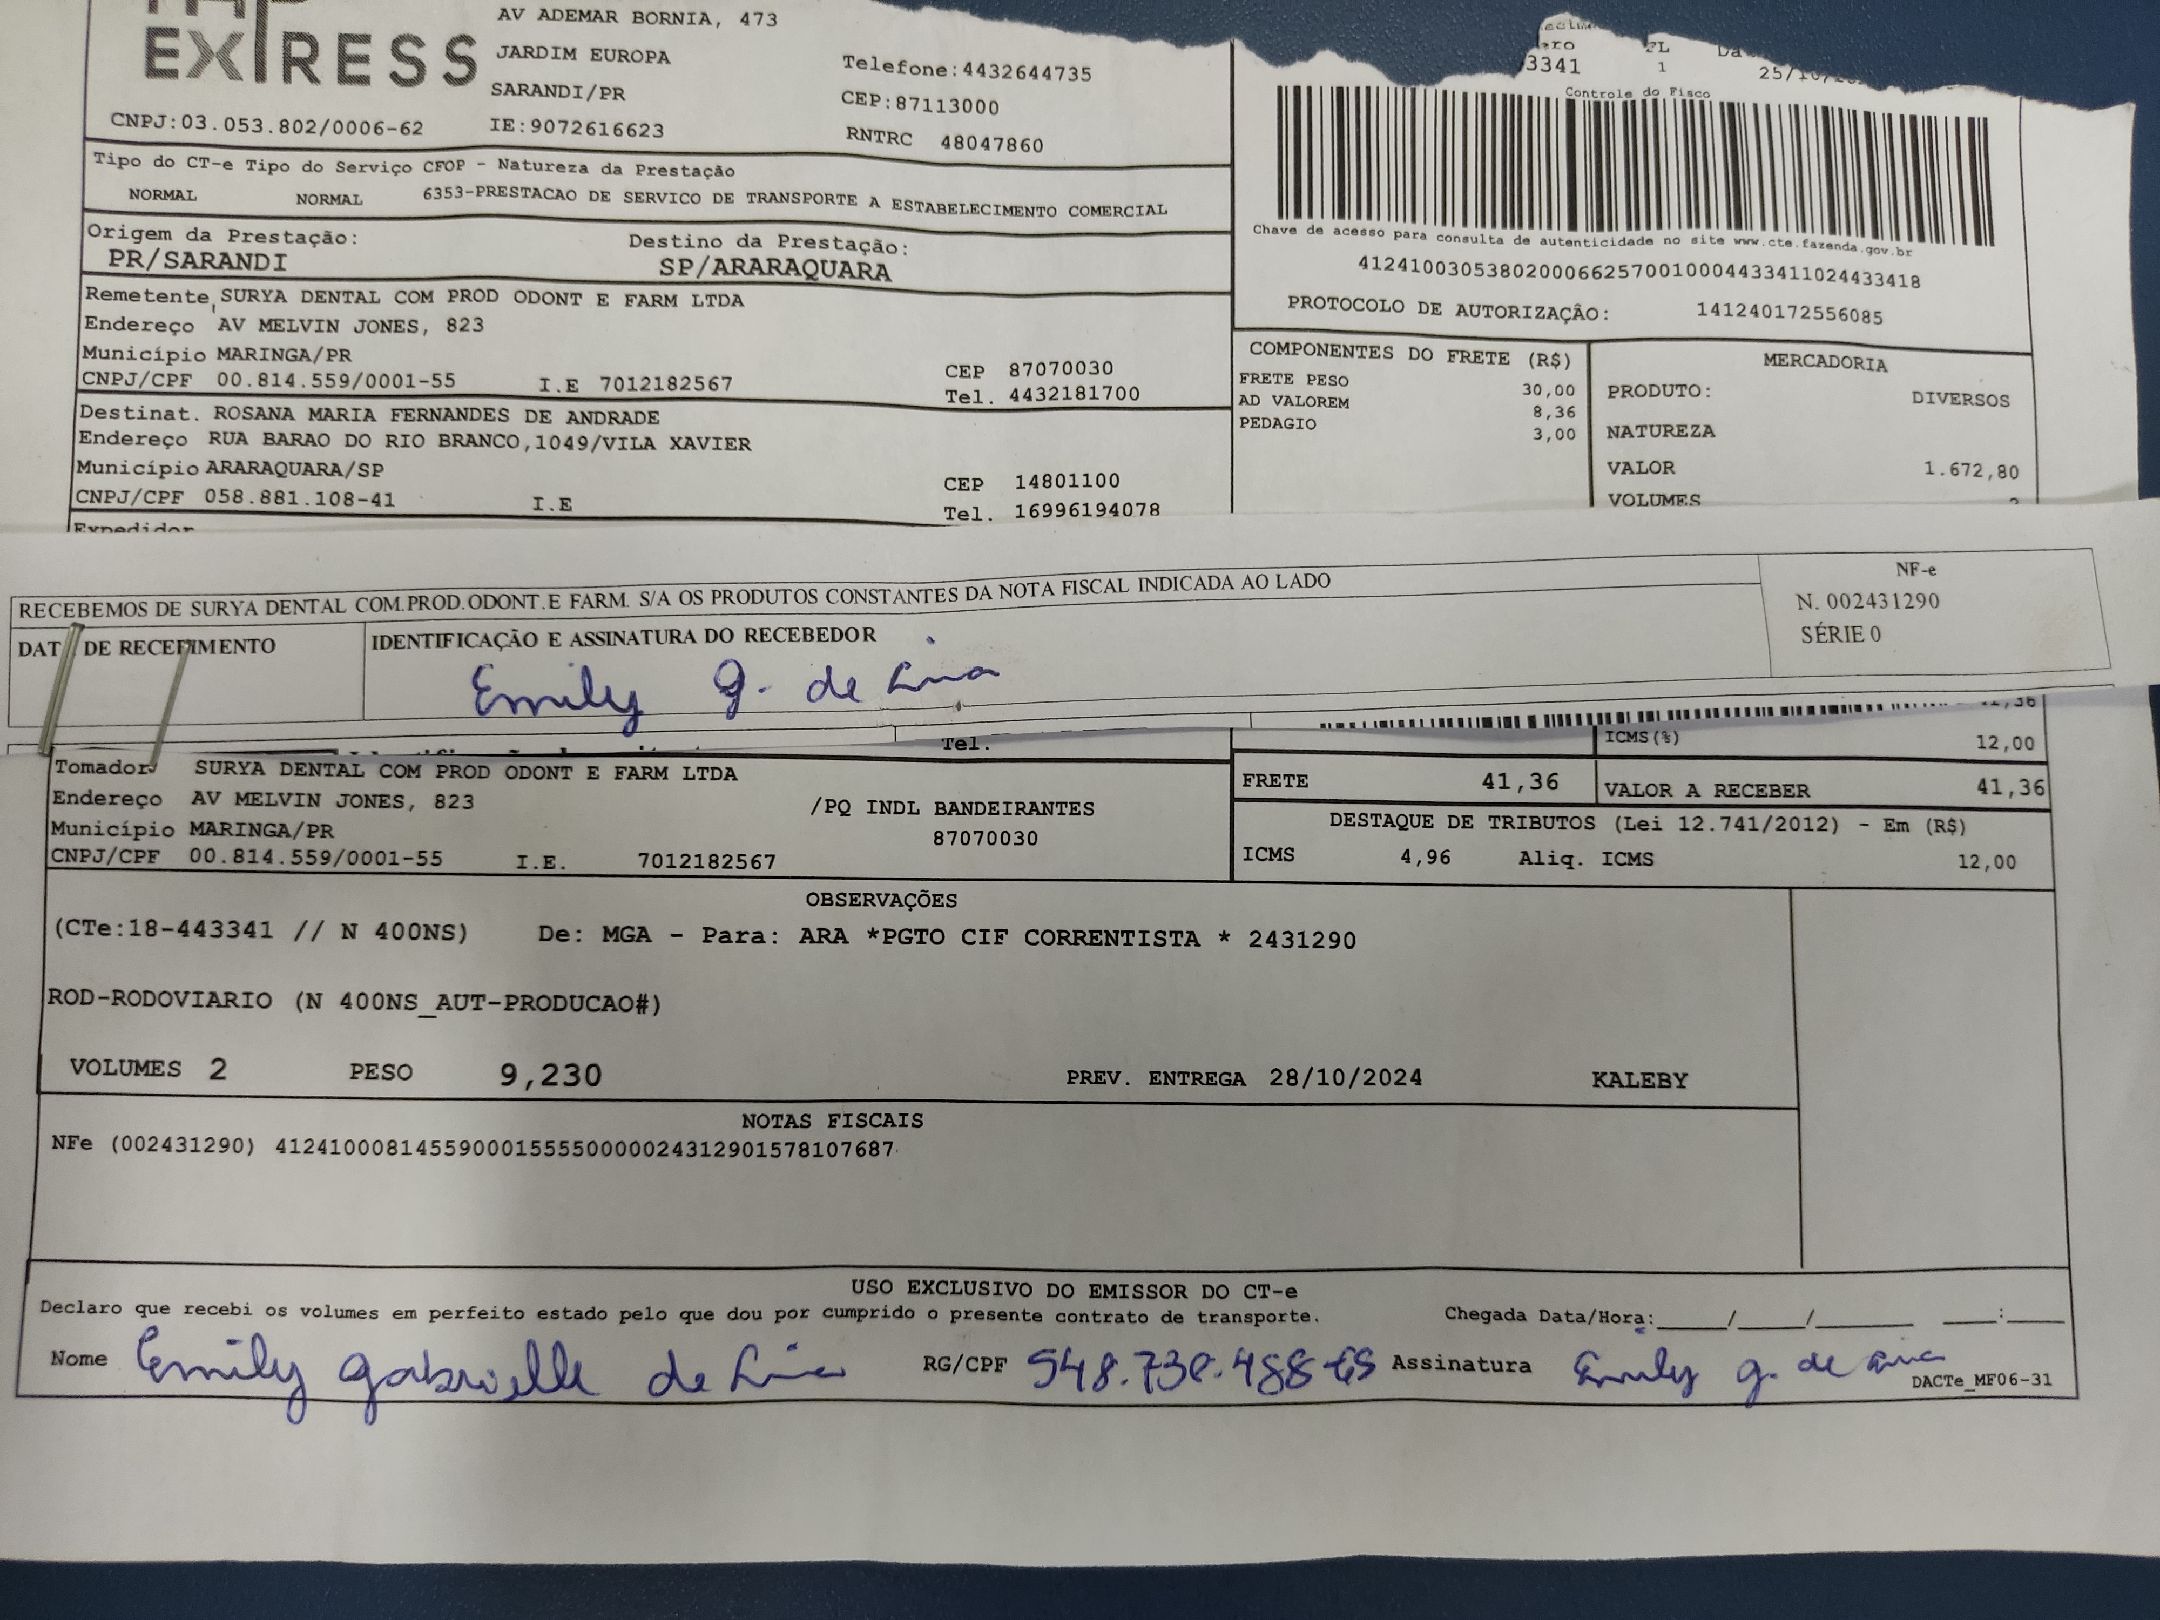 EXPRESS
AV ADEMAR BORNIA, 473
JARDIM EUROPA
SARANDI/PR
Telefone:4432644735
CEP:87113000
CNPJ:03.053.802/0006-62 IE:9072616623 RNTRC 48047860
3341 1
Controle do Fisco
Tipo do CT-e Tipo do Serviço CFOP - Natureza da Prestação
NORMAL NORMAL 6353-PRESTACAO DE SERVICO DE TRANSPORTE A ESTABELECIMENTO COMERCIAL
Origem da Prestação: Destino da Prestação:
PR/SARANDI SP/ARARAQUARA
Chave de acesso para consulta de autenticidade no site www.cte.fazenda.gov.br
41241003053802000662570010004433411024433418
PROTOCOLO DE AUTORIZAÇÃO: 141240172556085
Remetente SURYA DENTAL COM PROD ODONT E FARM LTDA
Endereço AV MELVIN JONES, 823
Município MARINGA/PR CEP 87070030
CNPJ/CPF 00.814.559/0001-55 I.E 7012182567 Tel. 4432181700
Destinat. ROSANA MARIA FERNANDES DE ANDRADE
Endereço RUA BARAO DO RIO BRANCO,1049/VILA XAVIER
Município ARARAQUARA/SP CEP 14801100
CNPJ/CPF 058.881.108-41 I.E Tel. 16996194078
Expedidor
COMPONENTES DO FRETE (R$)
FRETE PESO 30,00
AD VALOREM 8,36
PEDAGIO 3,00
MERCADORIA
PRODUTO: DIVERSOS
NATUREZA
VALOR 1.672,80
VOLUMES
RECEBEMOS DE SURYA DENTAL COM.PROD.ODONT.E FARM. S/A OS PRODUTOS CONSTANTES DA NOTA FISCAL INDICADA AO LADO
DATA DE RECEBIMENTO IDENTIFICAÇÃO E ASSINATURA DO RECEBEDOR
Emily G. de Lima
NF-e
N. 002431290
SÉRIE 0
Tel.
ICMS(%) 12,00
Tomador SURYA DENTAL COM PROD ODONT E FARM LTDA
Endereço AV MELVIN JONES, 823 /PQ INDL BANDEIRANTES
Município MARINGA/PR 87070030
CNPJ/CPF 00.814.559/0001-55 I.E. 7012182567
FRETE 41,36 VALOR A RECEBER 41,36
DESTAQUE DE TRIBUTOS (Lei 12.741/2012) - Em (R$)
ICMS 4,96 Aliq. ICMS 12,00
OBSERVAÇÕES
(CTe:18-443341 // N 400NS) De: MGA - Para: ARA *PGTO CIF CORRENTISTA * 2431290
ROD-RODOVIARIO (N 400NS_AUT-PRODUCAO#)
VOLUMES 2 PESO 9,230 PREV. ENTREGA 28/10/2024 KALEBY
NOTAS FISCAIS
NFe (002431290) 41241000814559000155550000024312901578107687
USO EXCLUSIVO DO EMISSOR DO CT-e
Declaro que recebi os volumes em perfeito estado pelo que dou por cumprido o presente contrato de transporte. Chegada Data/Hora:_____/_____/_______ ____:____
Nome Emily Gabrielle de Lima RG/CPF Assinatura Emily G. de Lima
DACTe_MF06-31